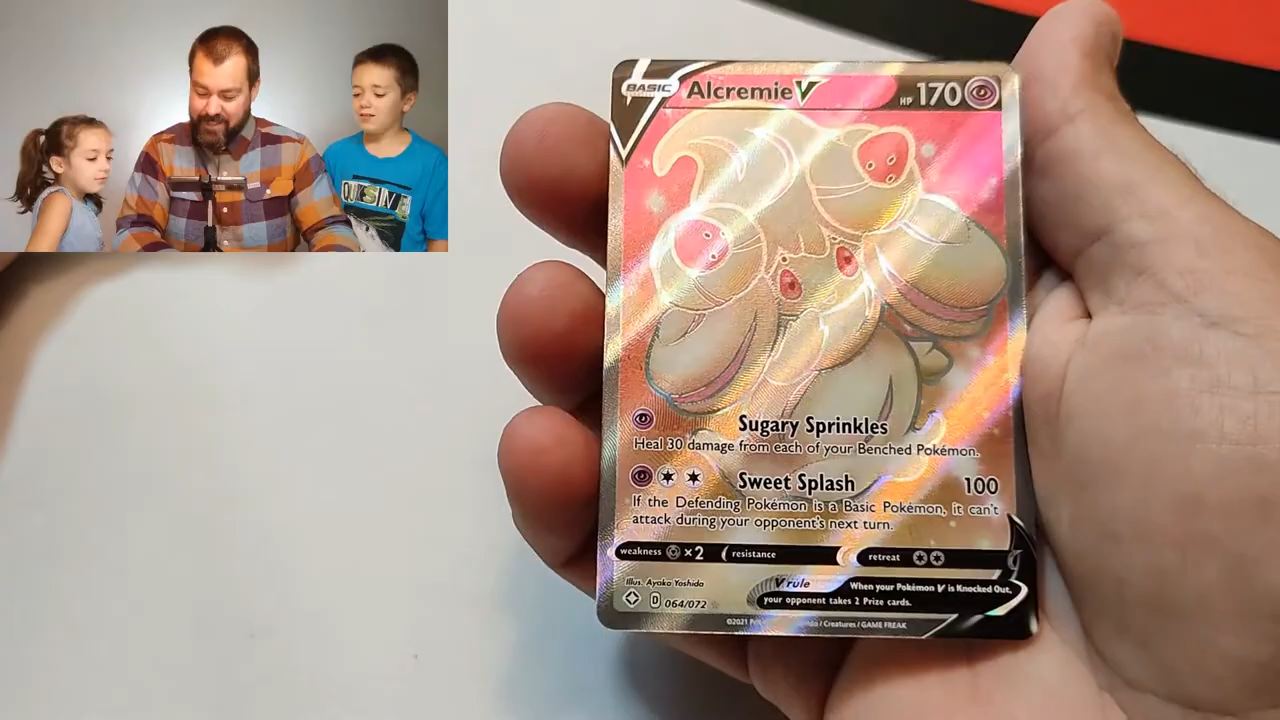 BASIC
Alcremie V
HP 170
Sugary Sprinkles
Heal 30 damage from each of your Benched Pokémon.
Sweet Splash 100
If the Defending Pokémon is a Basic Pokémon, it can't
attack during your opponent's next turn.
weakness ×2 resistance retreat
Illus. Ayaka Yoshida
V rule When your Pokémon V is Knocked Out,
your opponent takes 2 Prize cards.
D 064/072
©2021 / Creatures / GAME FREAK